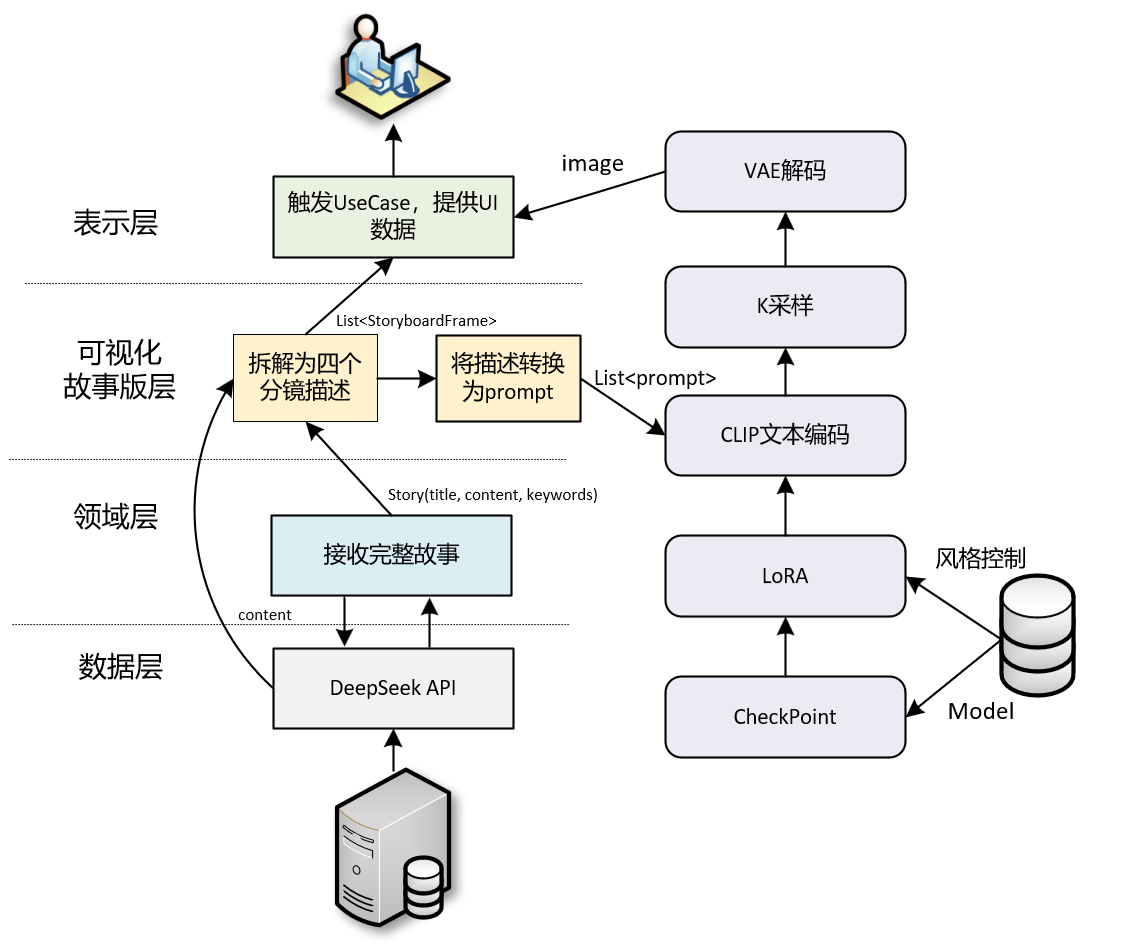 image
VAE解码
触发UseCase，提供UI
数据
表示层
K采样
List<StoryboardFrame>
可视化
故事版层
拆解为四个
分镜描述
将描述转换
为prompt
List<prompt>
CLIP文本编码
Story(title, content, keywords)
领域层
接收完整故事
风格控制
LoRA
content
数据层
DeepSeek API
CheckPoint
Model